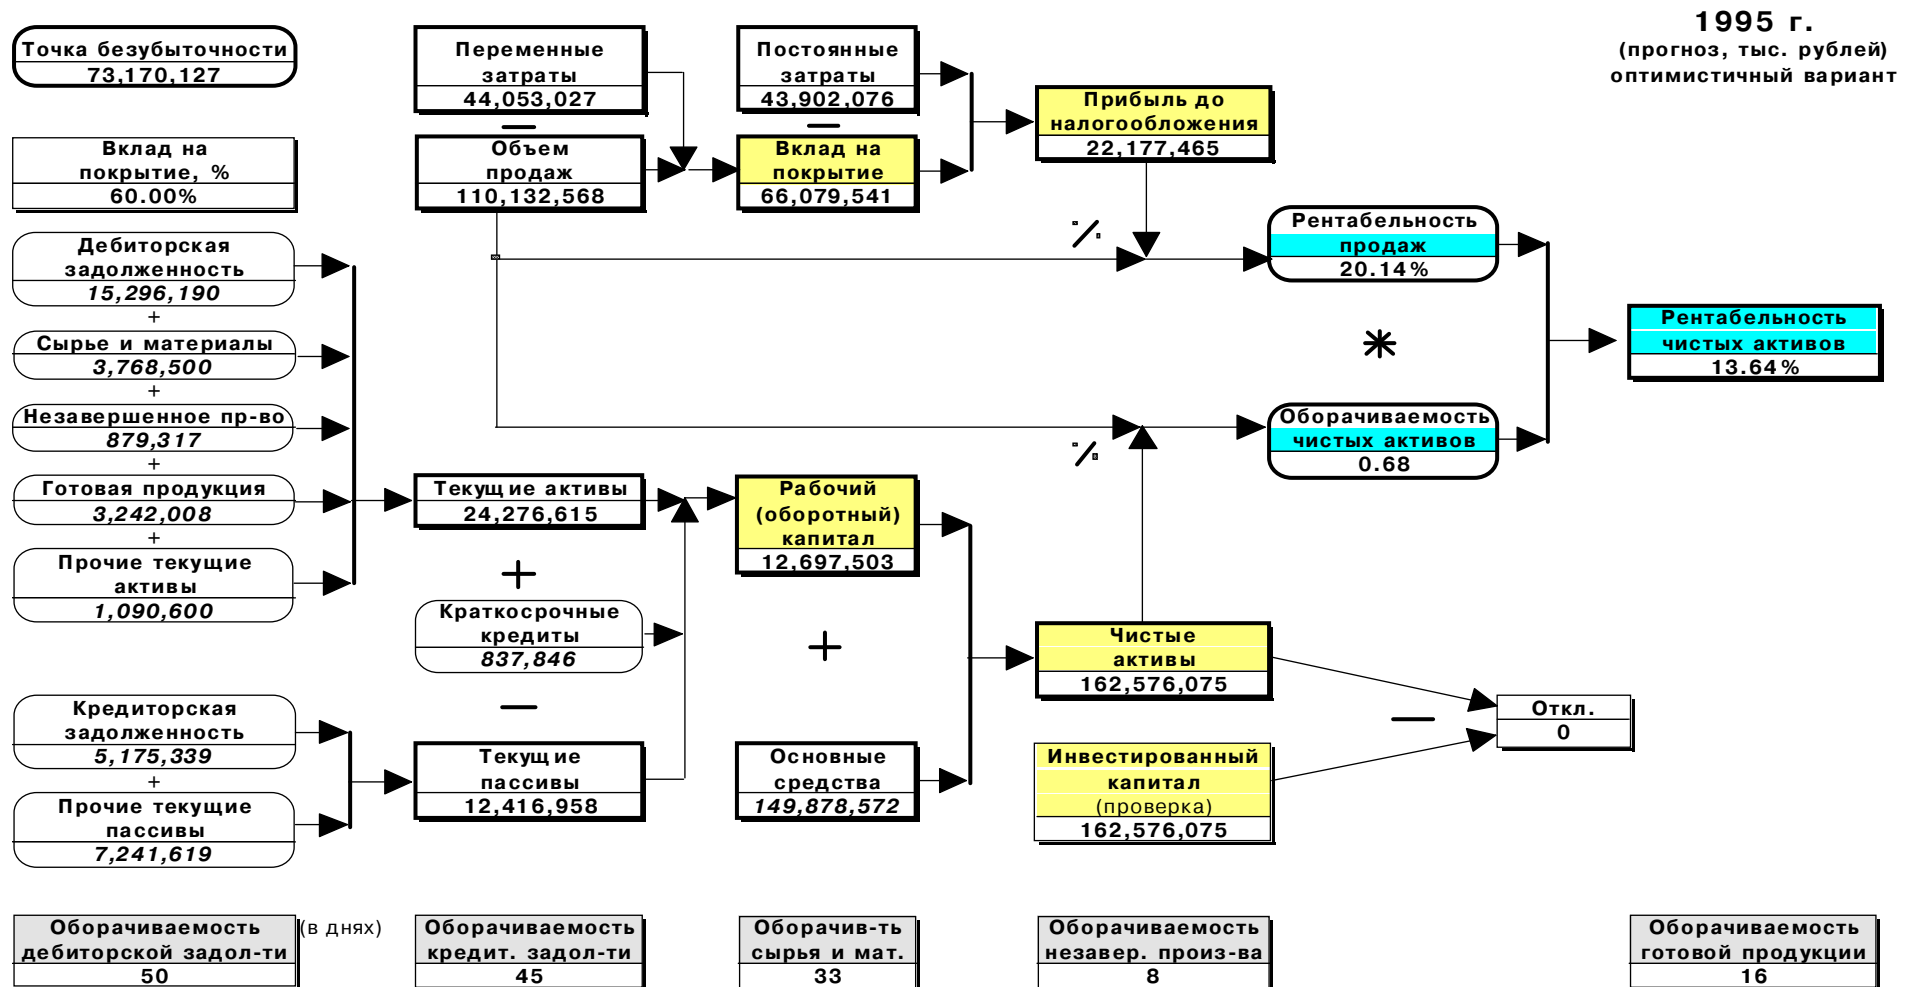 1995 г.
(прогноз, тыс. рублей)
оптимистичный вариант
Точка безубыточности
73,170,127
Переменные
затраты
44,053,027
Постоянные
затраты
43,902,076
Прибыль до
налогообложения
22,177,465
Вклад на
покрытие, %
60.00%
Объем
продаж
110,132,568
Вклад на
покрытие
66,079,541
Дебиторская
задолженность
15,296,190
+
Сырье и материалы
3,768,500
+
Незавершенное пр-во
879,317
+
Готовая продукция
3,242,008
+
Прочие текущие
активы
1,090,600
Рентабельность
продаж
20.14%
Рентабельность
чистых активов
13.64%
Оборачиваемость
чистых активов
0.68
Текущие активы
24,276,615
+
Краткосрочные
кредиты
837,846
Рабочий
(оборотный)
капитал
12,697,503
+
Чистые
активы
162,576,075
Откл.
0
Кредиторская
задолженность
5,175,339
+
Прочие текущие
пассивы
7,241,619
Текущие
пассивы
12,416,958
Основные
средства
149,878,572
Инвестированный
капитал
(проверка)
162,576,075
Оборачиваемость
дебиторской задол-ти
50
(в днях)
Оборачиваемость
кредит. задол-ти
45
Оборачив-ть
сырья и мат.
33
Оборачиваемость
незавер. произ-ва
8
Оборачиваемость
готовой продукции
16